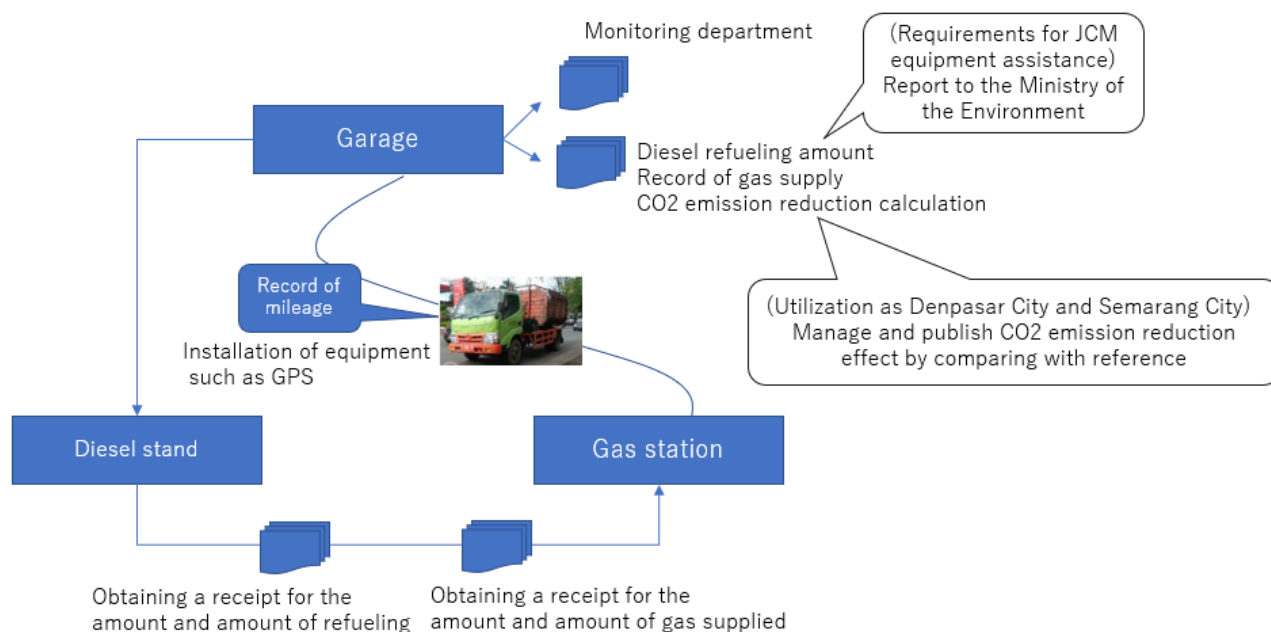 Monitoring department
(Requirements for JCM
equipment assistance)
Report to the Ministry of
the Environment
Garage
Diesel refueling amount
Record of gas supply
CO2 emission reduction calculation
Record of
mileage
Installation of equipment
such as GPS
(Utilization as Denpasar City and Semarang City)
Manage and publish CO2 emission reduction
effect by comparing with reference
Diesel stand
Gas station
Obtaining a receipt for the
amount and amount of refueling
Obtaining a receipt for the
amount and amount of gas supplied